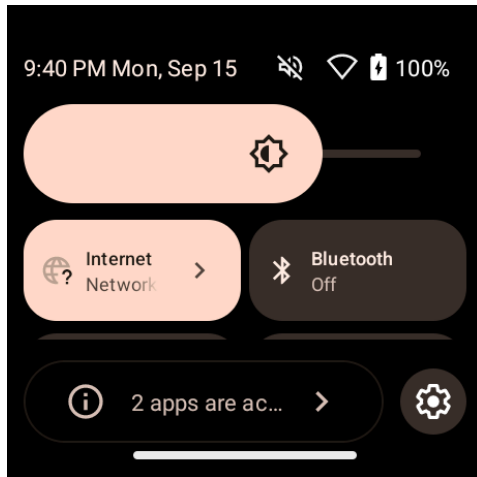 9:40 PM Mon, Sep 15 100%
Internet
Network
Bluetooth
Off
2 apps are ac...